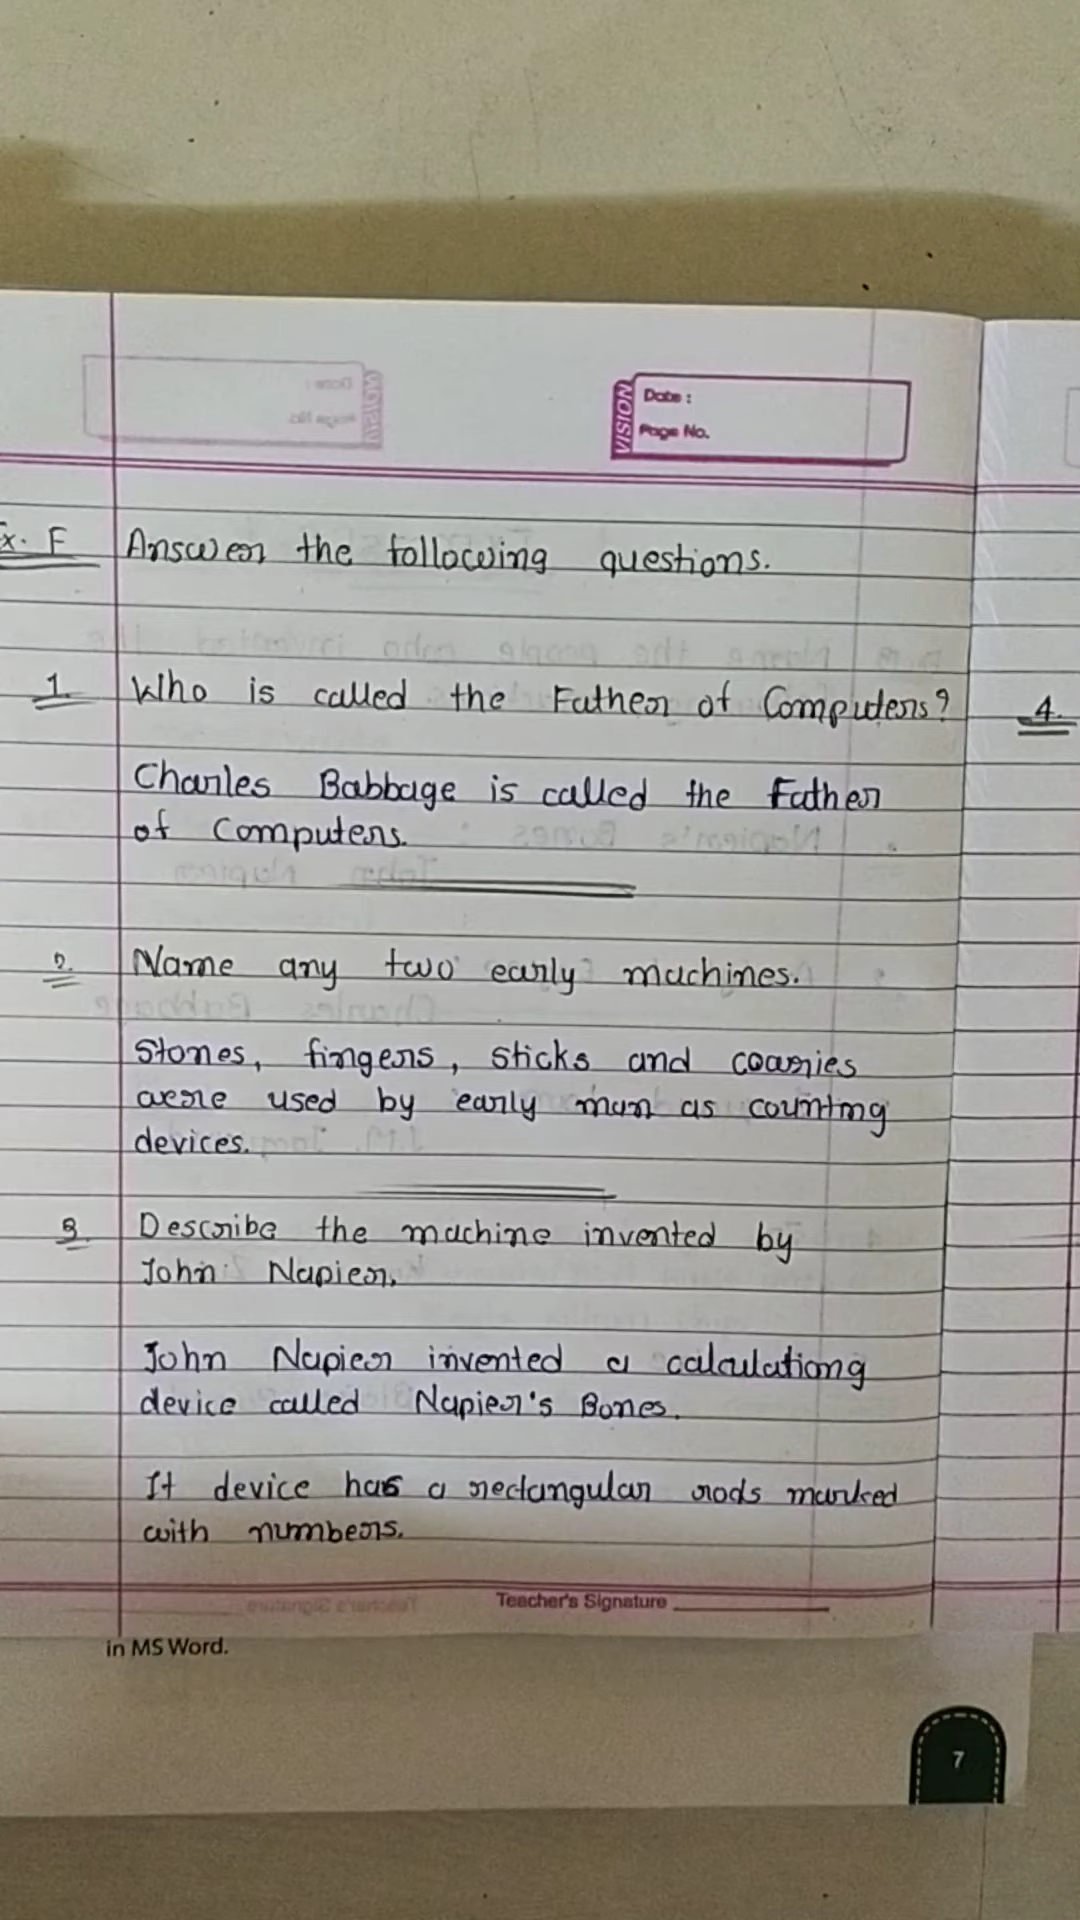 Date :
Page No.
VISION
Ex. F Answer the following questions.
1. Who is called the Father of Computers?
4.
Charles Babbage is called the Father
of Computers.
2. Name any two early machines.
Stones, fingers, sticks and cowries
were used by early man as counting
devices.
3. Describe the machine invented by
John Napier.
John Napier invented a calculationg
device called Napier's Bones.
It device has a rectangular rods marked
with numbers.
Teacher's Signature
in MS Word.
7